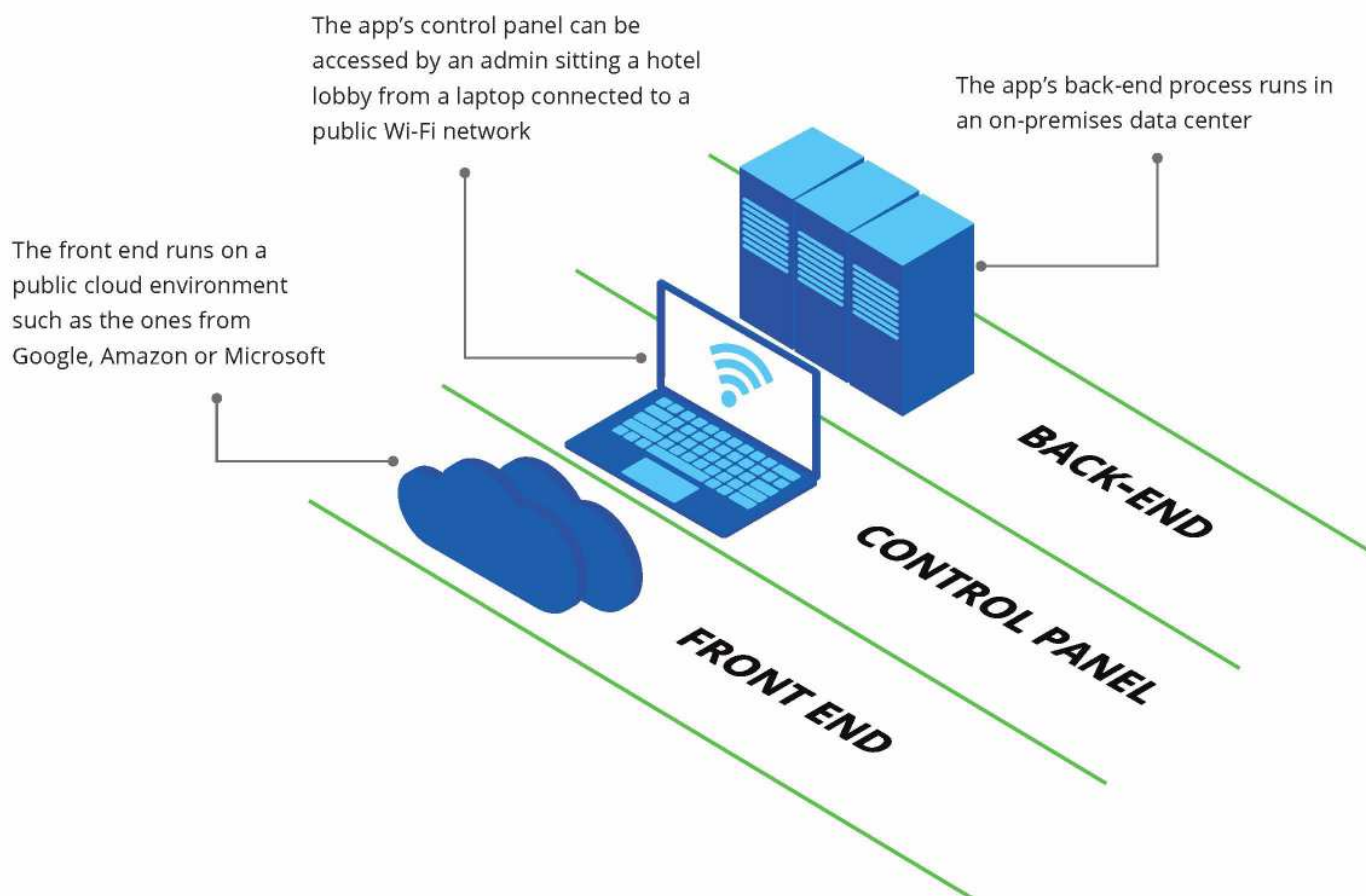 The app's control panel can be
accessed by an admin sitting a hotel
lobby from a laptop connected to a
public Wi-Fi network
The app's back-end process runs in
an on-premises data center
The front end runs on a
public cloud environment
such as the ones from
Google, Amazon or Microsoft
BACK-END
CONTROL PANEL
FRONT END